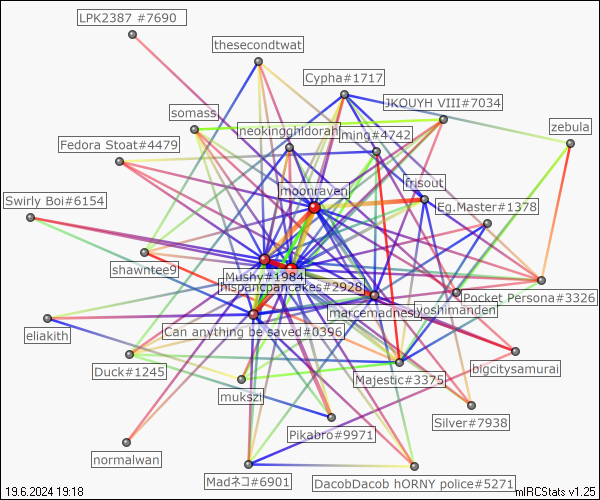 LPK2387 #7690
thesecondtwat
Cypha#1717
JKOUYH VIII#7034
somass
neokingghidorah
ming#4742
zebula
Fedora Stoat#4479
moonraven
frisout
Swirly Boi#6154
Eg.Master#1378
shawntee9
Mushy#1984
hispancpancakes#2928
Pocket Persona#3326
marcemadnes
yoshimanden
eliakith
Can anything be saved#0396
Duck#1245
Majestic#3375
bigcitysamurai
mukszi
Silver#7938
Pikabro#9971
normalwan
Madネコ#6901
DacobDacob hORNY police#5271
19.6.2024 19:18
mIRCStats v1.25